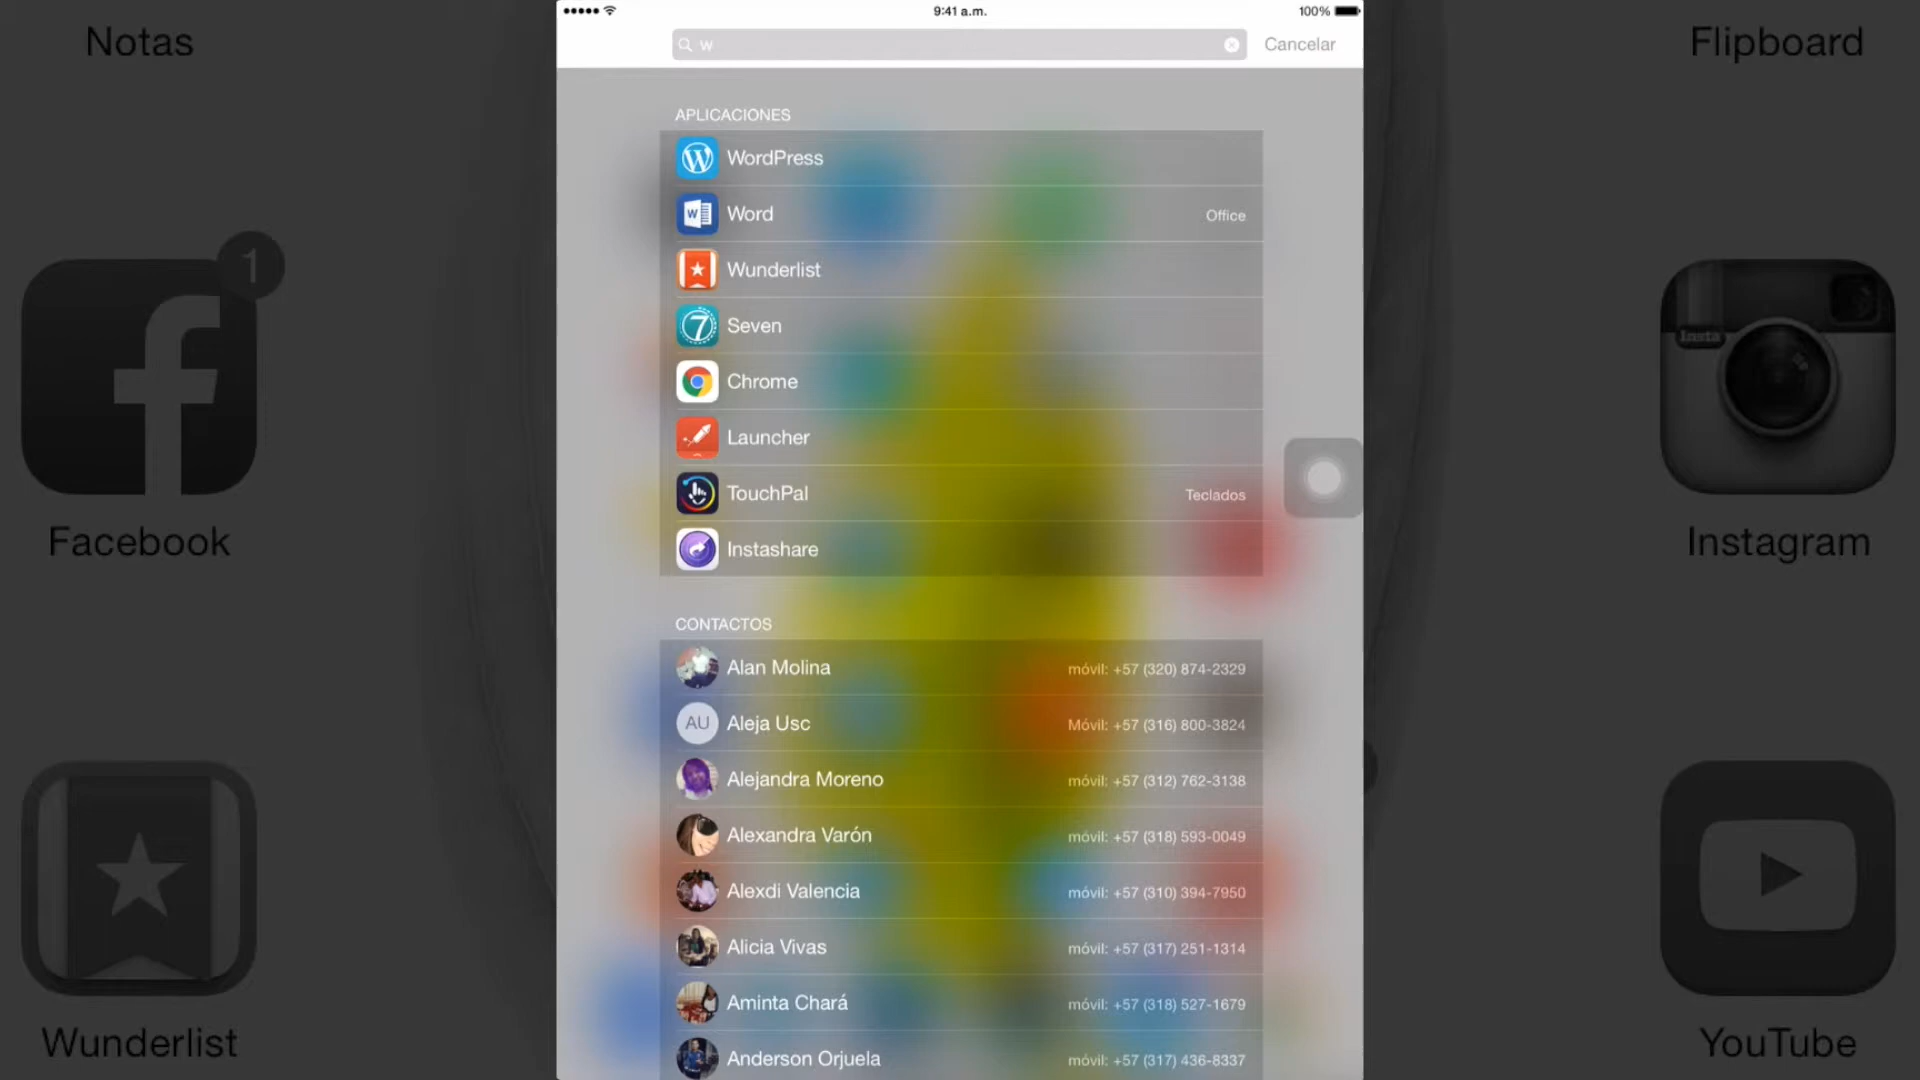 9:41 a.m.
100%
w
Cancelar
Notas
Flipboard
APLICACIONES
WordPress
Word
Office
Wunderlist
Seven
Chrome
Launcher
TouchPal
Teclados
Instashare
1
Facebook
Insta
Instagram
CONTACTOS
Alan Molina
móvil: +57 (320) 874-2329
AU
Aleja Usc
Móvil: +57 (316) 800-3824
Alejandra Moreno
móvil: +57 (312) 762-3138
Alexandra Varón
móvil: +57 (318) 593-0049
Alexdi Valencia
móvil: +57 (310) 394-7950
Alicia Vivas
móvil: +57 (317) 251-1314
Aminta Chará
móvil: +57 (318) 527-1679
Anderson Orjuela
móvil: +57 (317) 436-8337
Wunderlist
YouTube